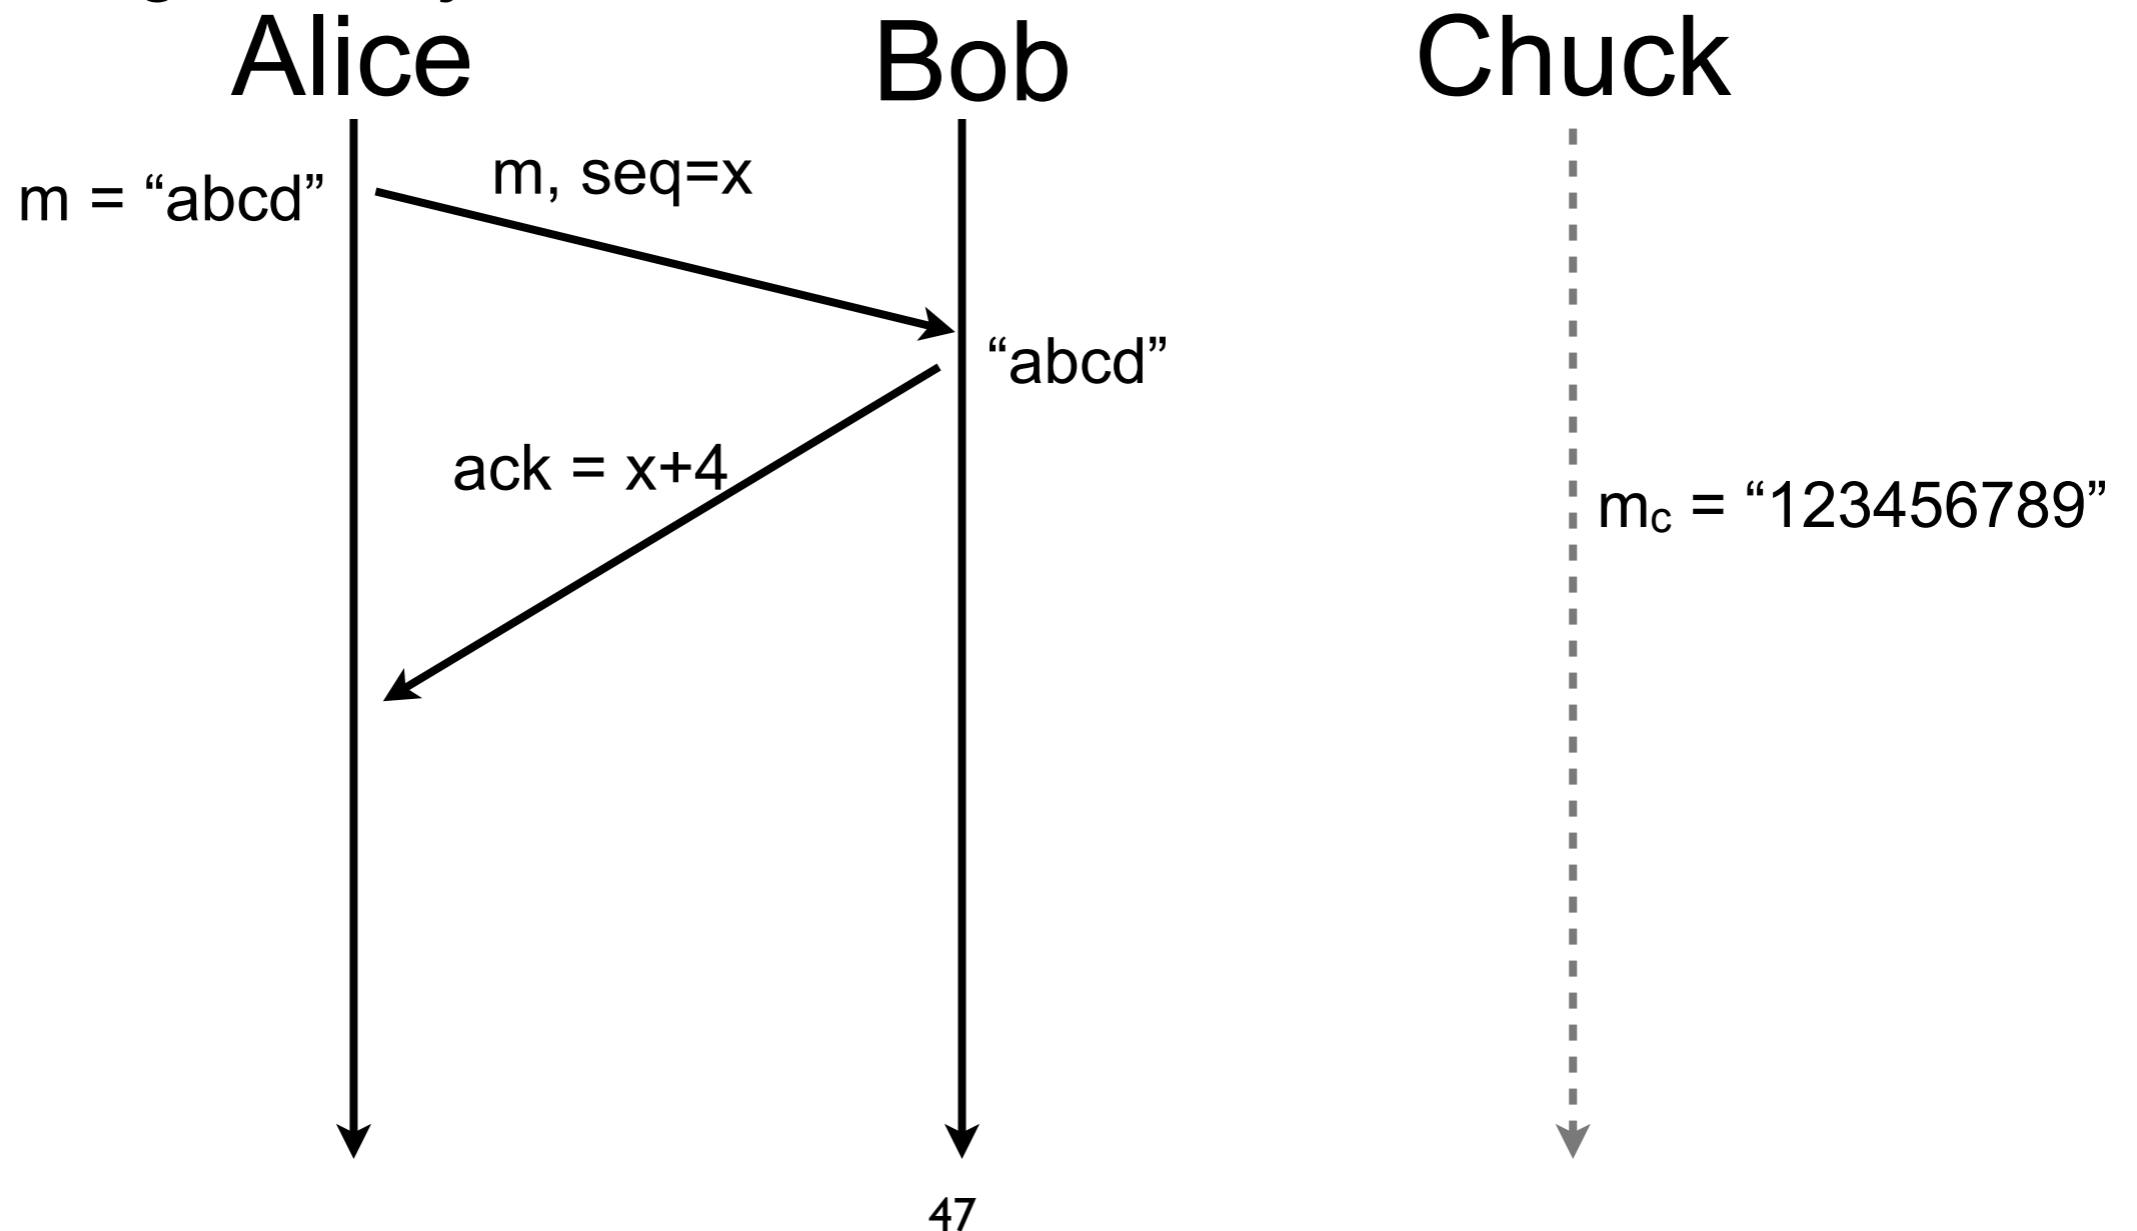 Alice Bob Chuck
m, seq=x
m = “abcd”
“abcd”
ack = x+4
mc = “123456789”
47